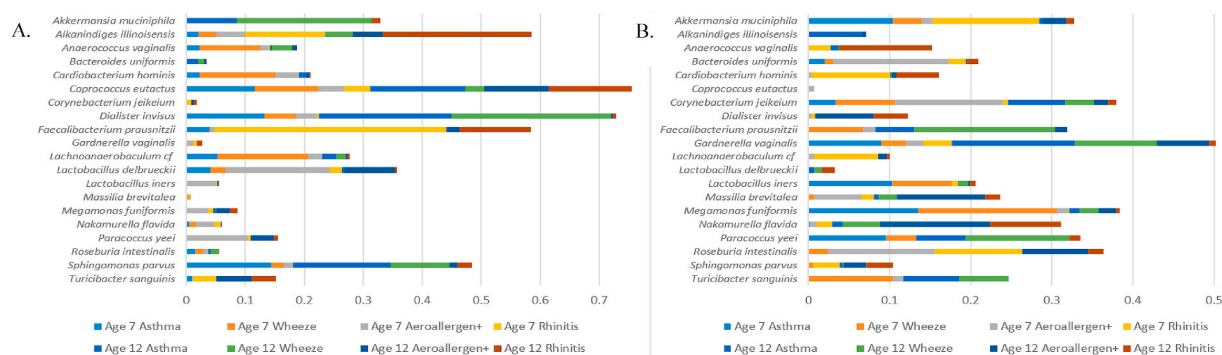 A.
Akkermansia muciniphila
Alkanindiges illinoisensis
Anaerococcus vaginalis
Bacteroides uniformis
Cardiobacterium hominis
Coprococcus eutactus
Corynebacterium jeikeium
Dialister invisus
Faecalibacterium prausnitzii
Gardnerella vaginalis
Lachnoanaerobaculum cf
Lactobacillus delbrueckii
Lactobacillus iners
Massilia brevitalea
Megamonas funiformis
Nakamurella flavida
Paracoccus yeei
Roseburia intestinalis
Sphingomonas parvus
Turicibacter sanguinis
0 0.1 0.2 0.3 0.4 0.5 0.6 0.7
Age 7 Asthma Age 7 Wheeze Age 7 Aeroallergen+ Age 7 Rhinitis
Age 12 Asthma Age 12 Wheeze Age 12 Aeroallergen+ Age 12 Rhinitis
B.
Akkermansia muciniphila
Alkanindiges illinoisensis
Anaerococcus vaginalis
Bacteroides uniformis
Cardiobacterium hominis
Coprococcus eutactus
Corynebacterium jeikeium
Dialister invisus
Faecalibacterium prausnitzii
Gardnerella vaginalis
Lachnoanaerobaculum cf
Lactobacillus delbrueckii
Lactobacillus iners
Massilia brevitalea
Megamonas funiformis
Nakamurella flavida
Paracoccus yeei
Roseburia intestinalis
Sphingomonas parvus
Turicibacter sanguinis
0 0.1 0.2 0.3 0.4 0.5
Age 7 Asthma Age 7 Wheeze Age 7 Aeroallergen+ Age 7 Rhinitis
Age 12 Asthma Age 12 Wheeze Age 12 Aeroallergen+ Age 12 Rhinitis